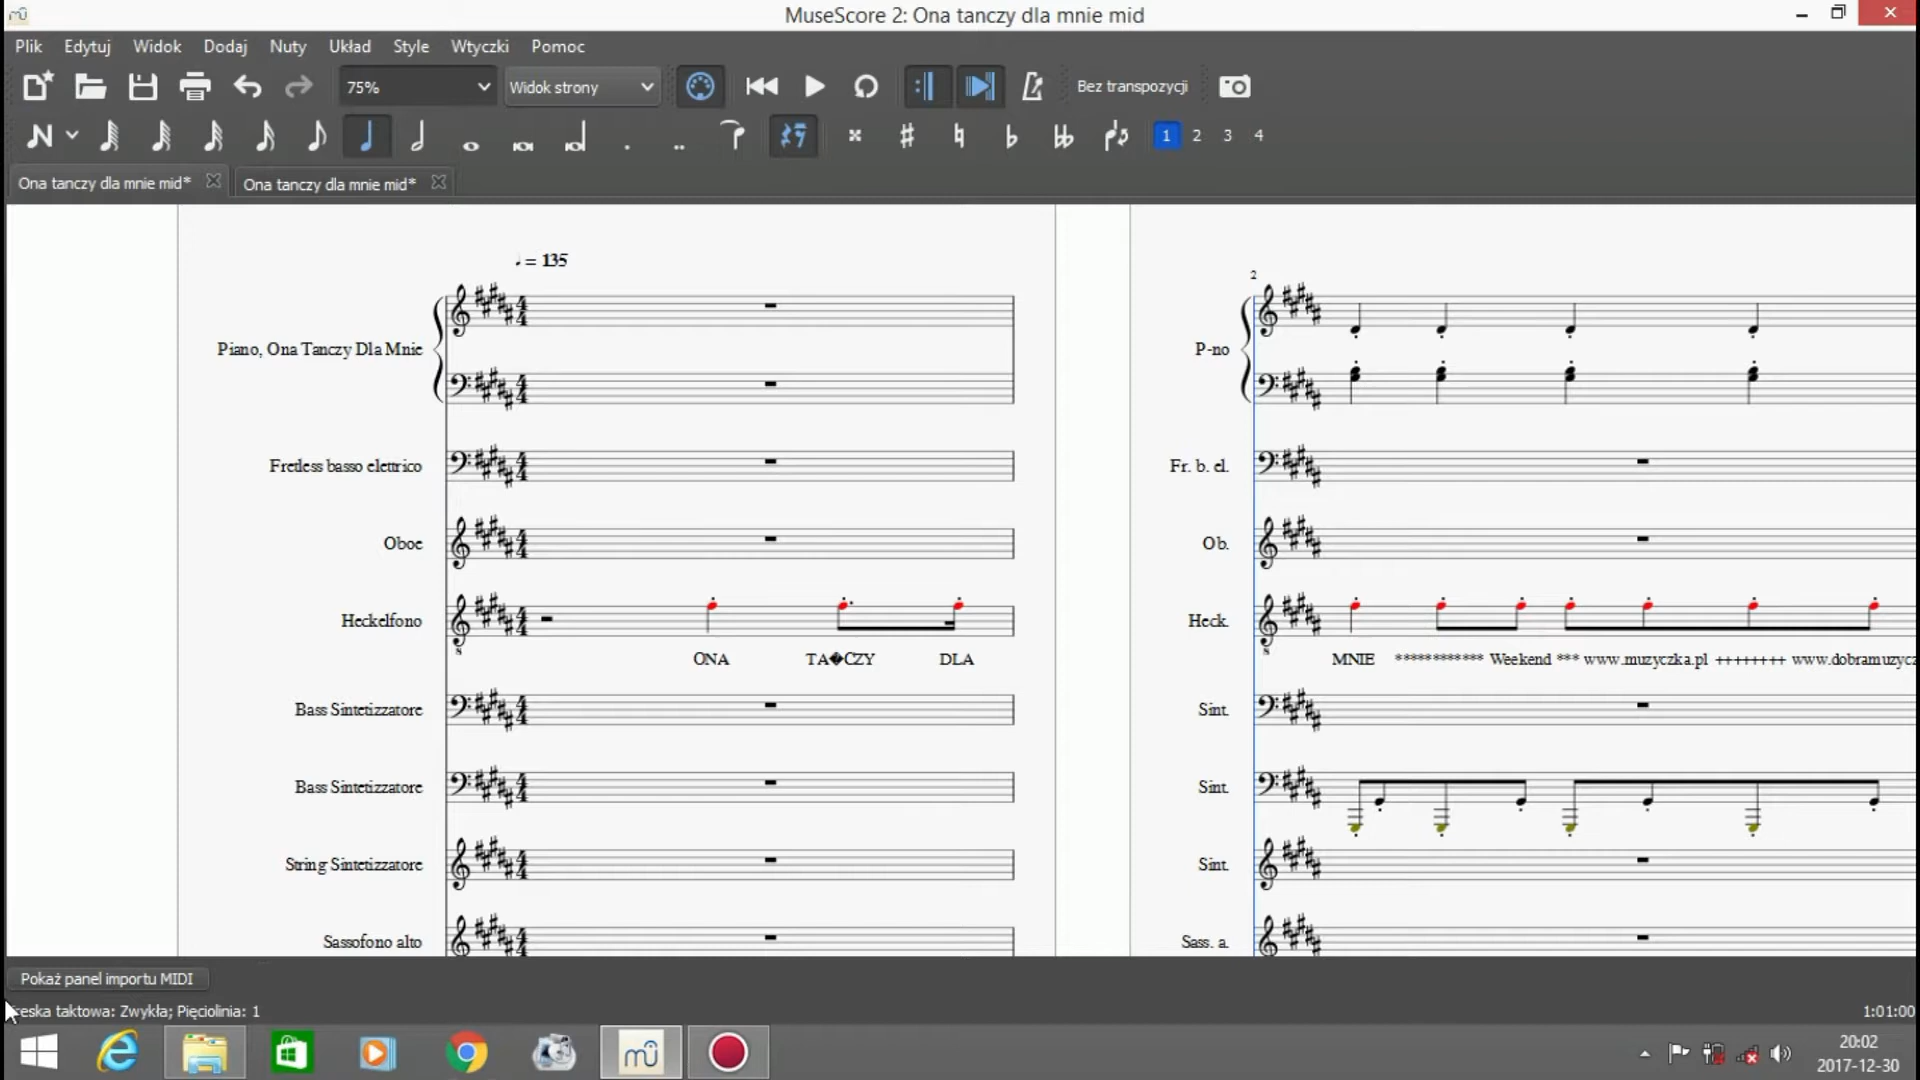 MuseScore 2: Ona tanczy dla mnie mid
Plik Edytuj Widok Dodaj Nuty Układ Style Wtyczki Pomoc
75% Widok strony Bez transpozycji
N 1 2 3 4
Ona tanczy dla mnie mid* Ona tanczy dla mnie mid*
= 135
2
Piano, Ona Tanczy Dla Mnie
P-no
Fretless basso elettrico
Fr. b. el.
Oboe
Ob.
Heckelfono
Heck.
ONA TA�CZY DLA
MNIE ************ Weekend *** www.muzyczka.pl ++++++++ www.dobramuzycz
Bass Sintetizzatore
Sint.
Bass Sintetizzatore
Sint.
String Sintetizzatore
Sint.
Sassofono alto
Sass. a.
Pokaż panel importu MIDI
reska taktowa: Zwykła; Pięciolinia: 1
1:01:00
20:02
2017-12-30